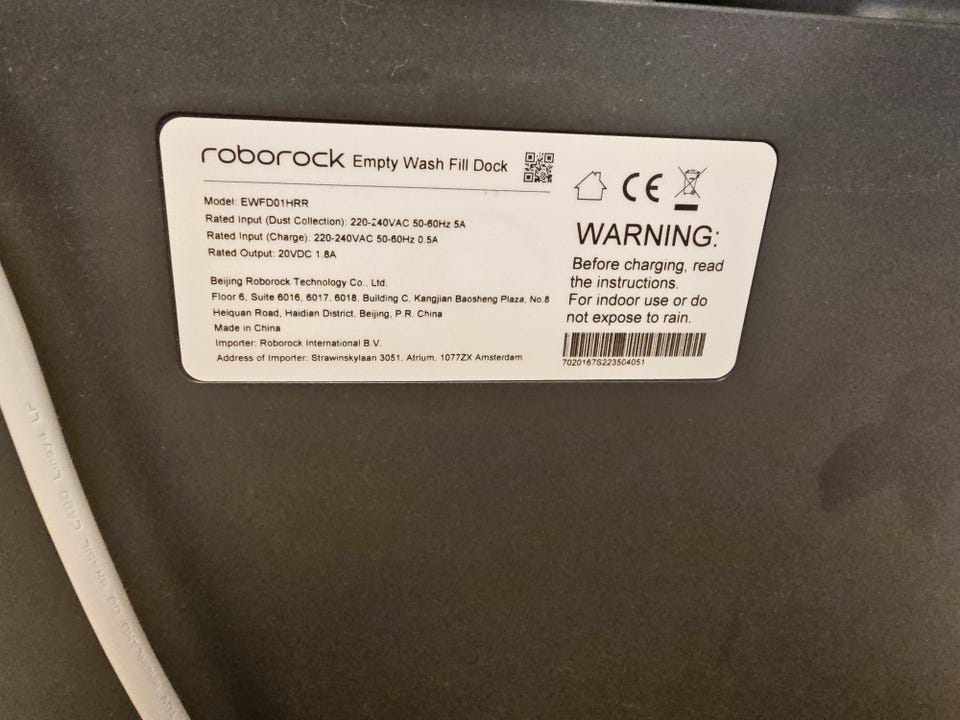 roborock Empty Wash Fill Dock
Model: EWFD01HRR
Rated Input (Dust Collection): 220-240VAC 50-60Hz 5A
Rated Input (Charge): 220-240VAC 50-60Hz 0.5A
Rated Output: 20VDC 1.8A
Beijing Roborock Technology Co., Ltd.
Floor 6, Suite 6016, 6017, 6018, Building C, Kangjian Baosheng Plaza, No.8
Heiquan Road, Haidian District, Beijing, P.R. China
Made in China
Importer: Roborock International B.V.
Address of Importer: Strawinskylaan 3051, Atrium, 1077ZX Amsterdam
CE
WARNING:
Before charging, read
the instructions.
For indoor use or do
not expose to rain.
7020167S223504051